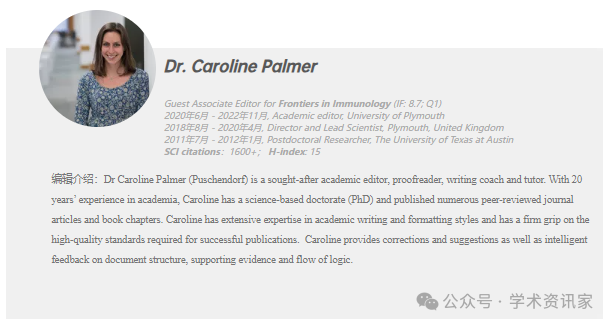 Dr. Caroline Palmer
Guest Associate Editor for Frontiers in Immunology (IF: 8.7; Q1)
2020年6月 - 2022年11月, Academic editor, University of Plymouth
2018年8月 - 2020年4月, Director and Lead Scientist, Plymouth, United Kingdom
2011年7月 - 2012年1月, Postdoctoral Researcher, The University of Texas at Austin
SCI citations：1600+； H-index: 15
编辑介绍：Dr Caroline Palmer (Puschendorf) is a sought-after academic editor, proofreader, writing coach and tutor. With 20
years’ experience in academia, Caroline has a science-based doctorate (PhD) and published numerous peer-reviewed journal
articles and book chapters. Caroline has extensive expertise in academic writing and formatting styles and has a firm grip on the
high-quality standards required for successful publications. Caroline provides corrections and suggestions as well as intelligent
feedback on document structure, supporting evidence and flow of logic.
公众号 · 学术资讯家